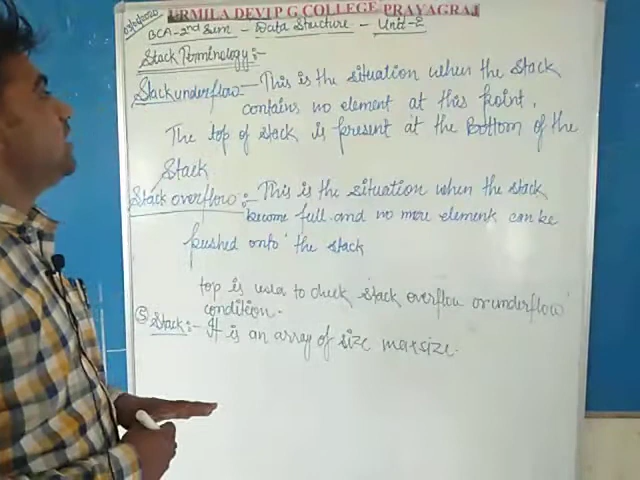 URMILA DEVI P G COLLEGE PRAYAGRAJ
BCA-2nd Sem - Data Structure - Unit-2
Stack Terminology:-
Stack underflow:- This is the situation when the stack
contains no element at this point.
The top of stack is present at the bottom of the
stack
Stack overflow:- This is the situation when the stack
become full and no more element can be
pushed onto the stack
top is used to check stack overflow or underflow
condition.
⑤ Stack:- It is an array of size maxsize.